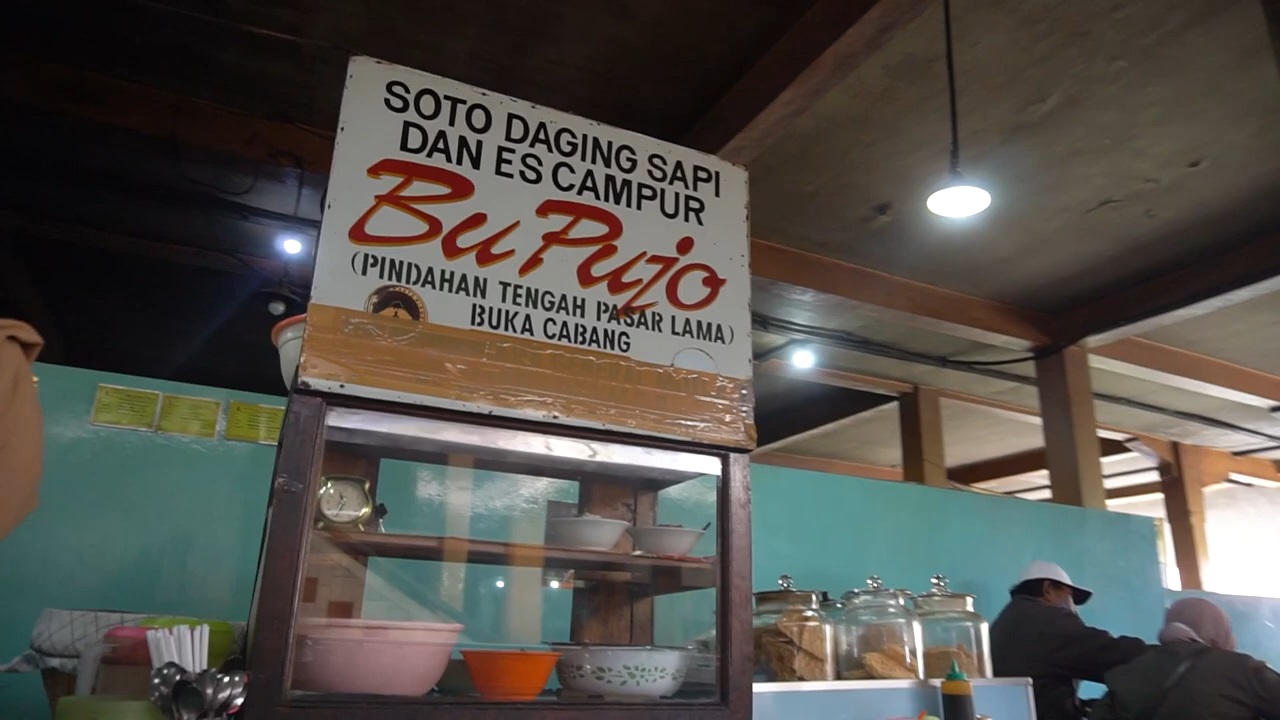 SOTO DAGING SAPI
DAN ES CAMPUR
Bu Pujo
(PINDAHAN TENGAH PASAR LAMA)
BUKA CABANG